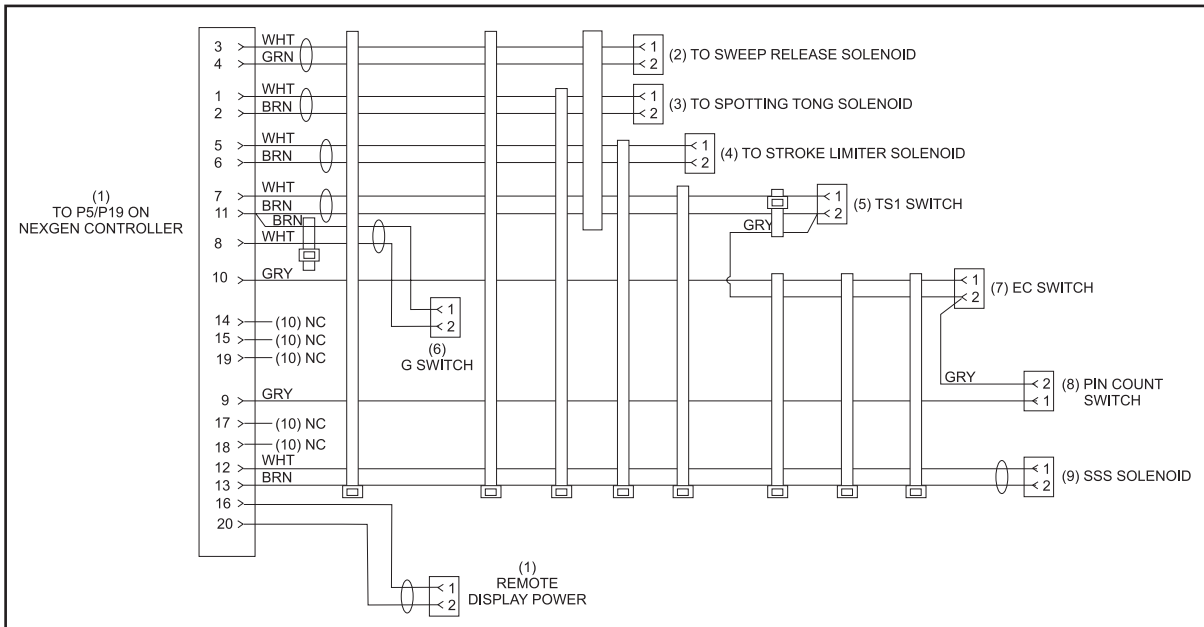 (1)
TO P5/P19 ON
NEXGEN CONTROLLER
3 WHT 1 (2) TO SWEEP RELEASE SOLENOID
4 GRN 2
1 WHT 1 (3) TO SPOTTING TONG SOLENOID
2 BRN 2
5 WHT 1 (4) TO STROKE LIMITER SOLENOID
6 BRN 2
7 WHT 1 (5) TS1 SWITCH
11 BRN 2
BRN
GRY
8 WHT
10 GRY 1 (7) EC SWITCH
2
1
2
(6)
G SWITCH
14 (10) NC
15 (10) NC
19 (10) NC
GRY 2 (8) PIN COUNT
SWITCH
9 GRY 1
17 (10) NC
18 (10) NC
12 WHT 1 (9) SSS SOLENOID
13 BRN 2
16
20
1
2
(1)
REMOTE
DISPLAY POWER